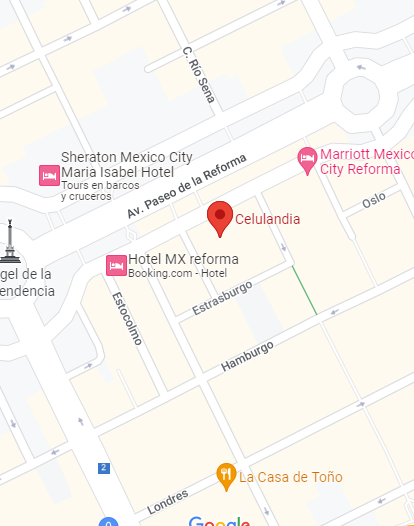 C. Río Sena
Sheraton Mexico City
Maria Isabel Hotel
Tours en barcos
y cruceros
Av. Paseo de la Reforma
Marriott Mexico
City Reforma
Oslo
Celulandia
gel de la
endencia
Hotel MX reforma
Booking.com - Hotel
Estocolmo
Estrasburgo
Hamburgo
2
La Casa de Toño
Londres
Google